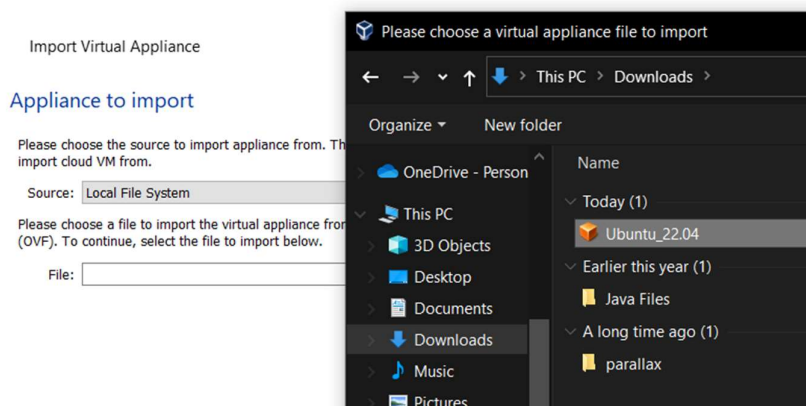 Import Virtual Appliance
Appliance to import
Please choose the source to import appliance from. Th
import cloud VM from.
Source: Local File System
Please choose a file to import the virtual appliance fror
(OVF). To continue, select the file to import below.
File:
Please choose a virtual appliance file to import
This PC > Downloads >
Organize New folder
OneDrive - Person
This PC
3D Objects
Desktop
Documents
Downloads
Music
Pictures
Name
Today (1)
Ubuntu_22.04
Earlier this year (1)
Java Files
A long time ago (1)
parallax